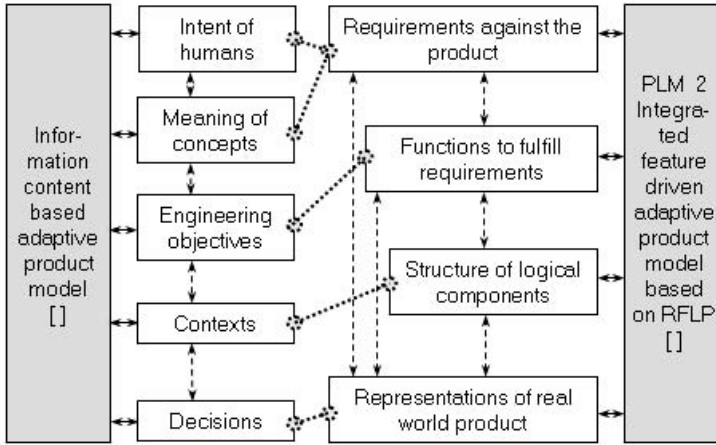 Infor-
mation
content
based
adaptive
product
model
[ ]
Intent of
humans
Meaning of
concepts
Engineering
objectives
Contexts
Decisions
Requirements against the
product
Functions to fulfill
requirements
Structure of logical
components
Representations of real
world product
PLM 2
Integra-
ted
feature
driven
adaptive
product
model
based
on RFLP
[ ]